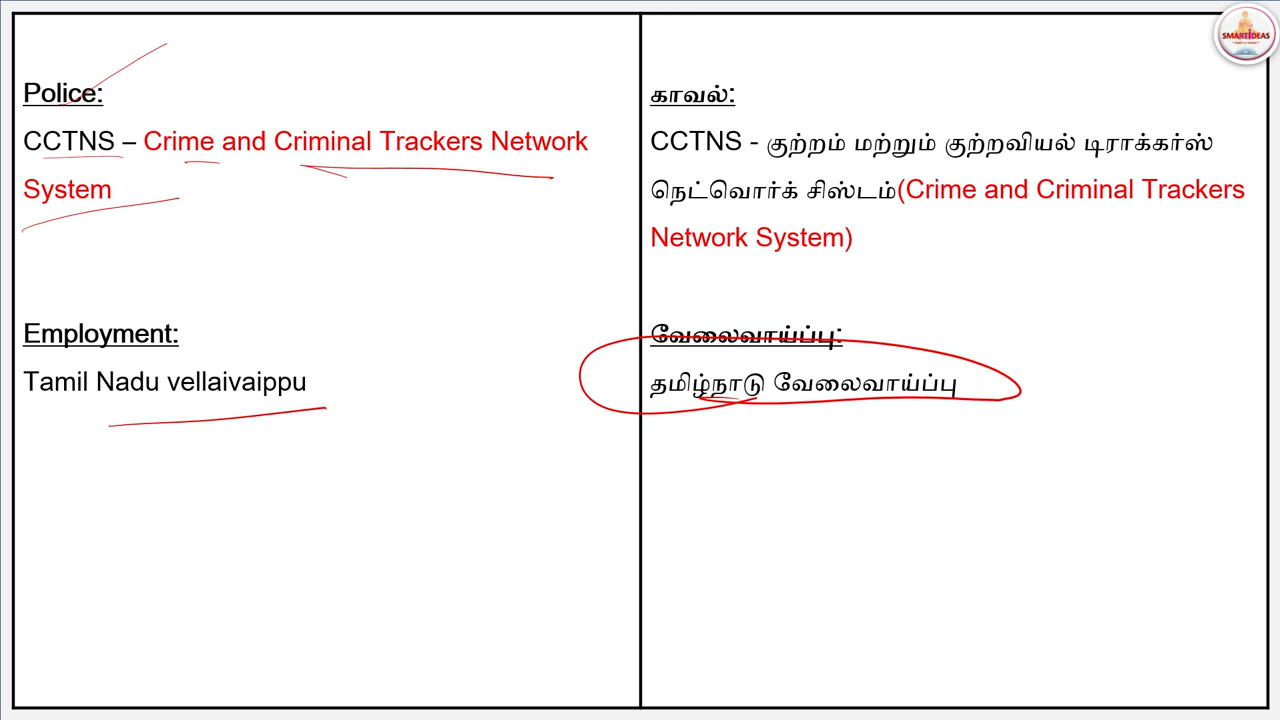 SMARTIDEAS
Police:
CCTNS – Crime and Criminal Trackers Network
System
Employment:
Tamil Nadu vellaivaippu
காவல்:
CCTNS - குற்றம் மற்றும் குற்றவியல் டிராக்கர்ஸ்
நெட்வொர்க் சிஸ்டம்(Crime and Criminal Trackers
Network System)
வேலைவாய்ப்பு:
தமிழ்நாடு வேலைவாய்ப்பு